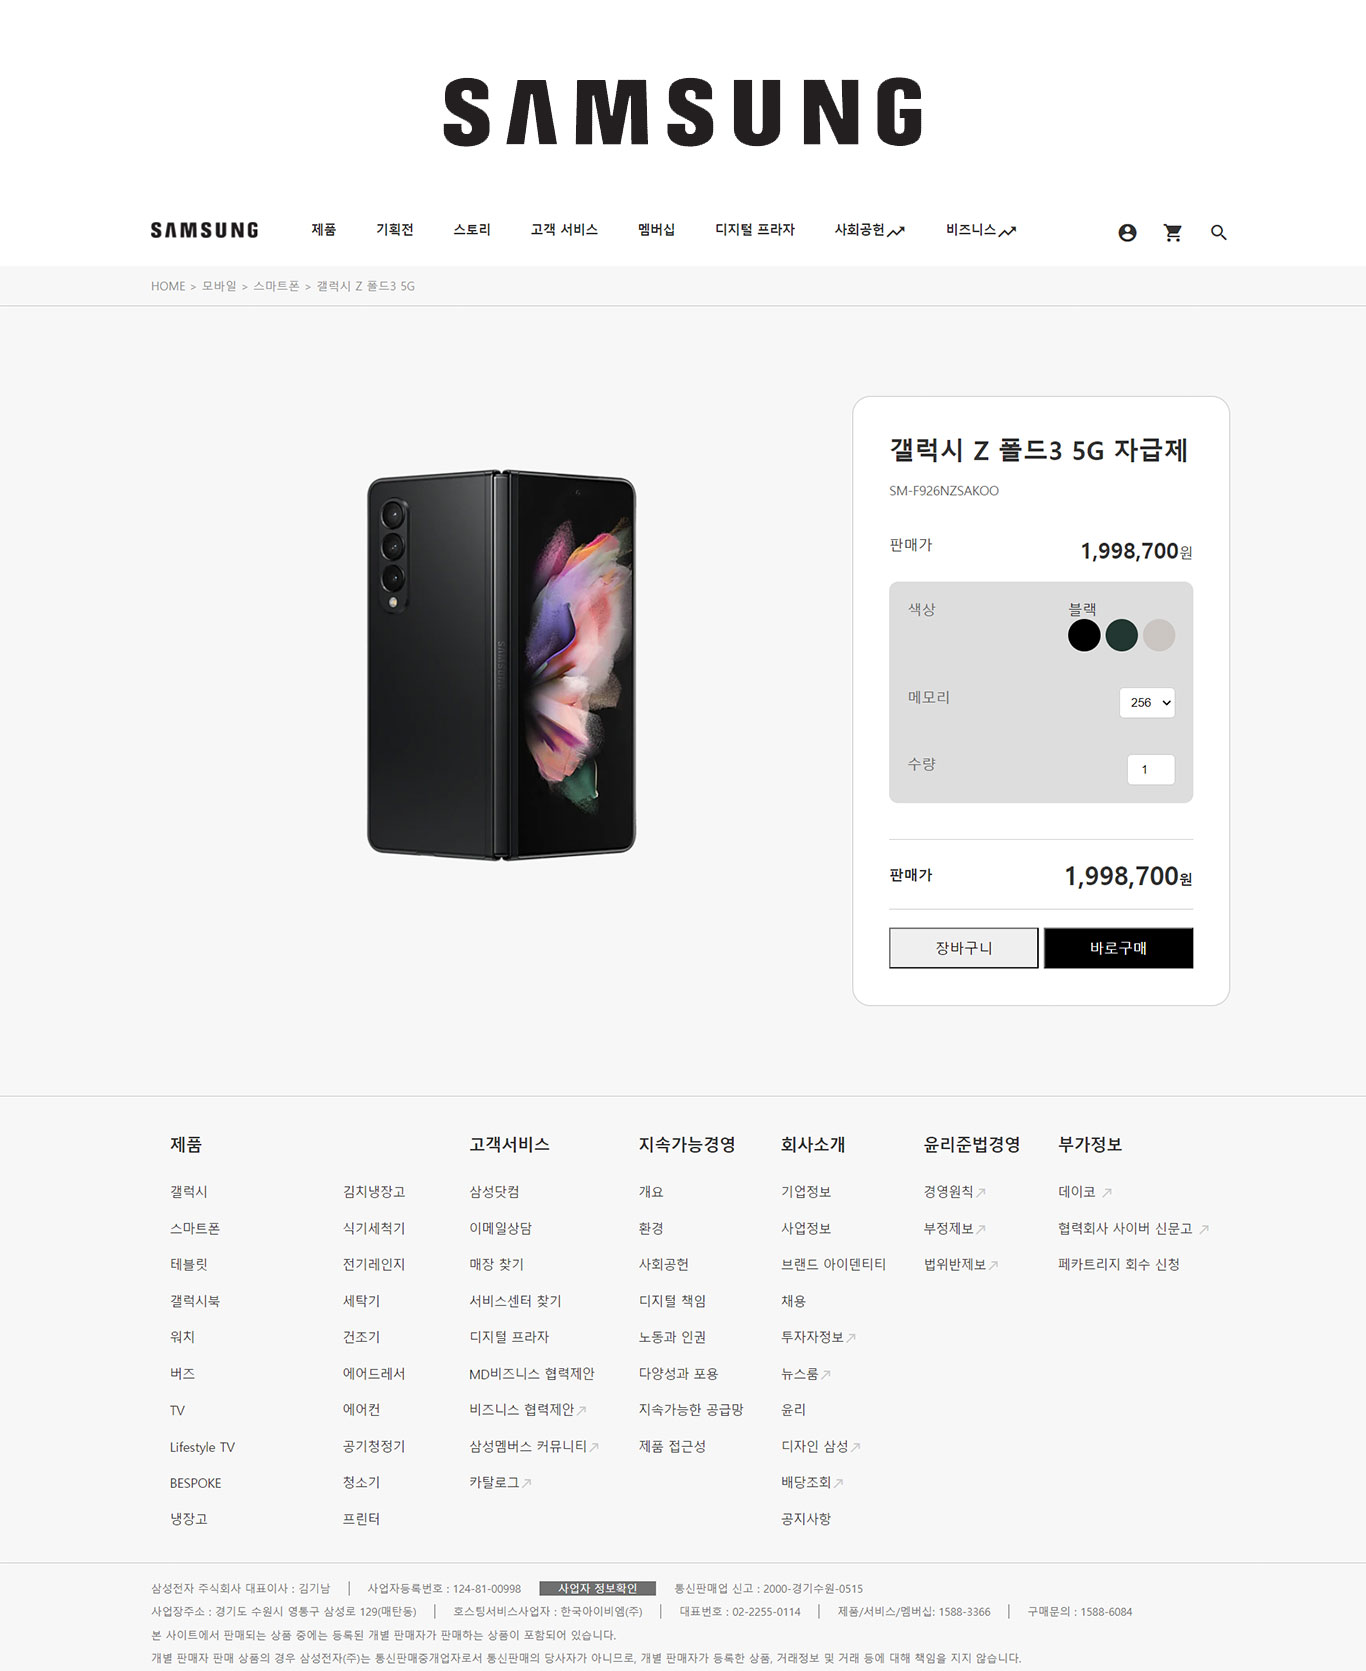 SAMSUNG
SAMSUNG 제품 기획전 스토리 고객 서비스 멤버십 디지털 프라자 사회공헌 비즈니스
HOME > 모바일 > 스마트폰 > 갤럭시 Z 폴드3 5G
갤럭시 Z 폴드3 5G 자급제
SM-F926NZSAKOO
판매가 1,998,700원
색상 블랙
메모리 256
수량 1
판매가 1,998,700원
장바구니 바로구매
SAMSUNG
제품 고객서비스 지속가능경영 회사소개 윤리준법경영 부가정보
갤럭시 김치냉장고 삼성닷컴 개요 기업정보 경영원칙 데이코
스마트폰 식기세척기 이메일상담 환경 사업정보 부정제보 협력회사 사이버 신문고
테블릿 전기레인지 매장 찾기 사회공헌 브랜드 아이덴티티 법위반제보 페카트리지 회수 신청
갤럭시북 세탁기 서비스센터 찾기 디지털 책임 채용
워치 건조기 디지털 프라자 노동과 인권 투자자정보
버즈 에어드레서 MD비즈니스 협력제안 다양성과 포용 뉴스룸
TV 에어컨 비즈니스 협력제안 지속가능한 공급망 윤리
Lifestyle TV 공기청정기 삼성멤버스 커뮤니티 제품 접근성 디자인 삼성
BESPOKE 청소기 카탈로그 배당조회
냉장고 프린터 공지사항
삼성전자 주식회사 대표이사 : 김기남 | 사업자등록번호 : 124-81-00998 사업자 정보확인 통신판매업 신고 : 2000-경기수원-0515
사업장주소 : 경기도 수원시 영통구 삼성로 129(매탄동) | 호스팅서비스사업자 : 한국아이비엠(주) | 대표번호 : 02-2255-0114 | 제품/서비스/멤버십: 1588-3366 | 구매문의 : 1588-6084
본 사이트에서 판매되는 상품 중에는 등록된 개별 판매자가 판매하는 상품이 포함되어 있습니다.
개별 판매자 판매 상품의 경우 삼성전자(주)는 통신판매중개업자로서 통신판매의 당사자가 아니므로, 개별 판매자가 등록한 상품, 거래정보 및 거래 등에 대해 책임을 지지 않습니다.